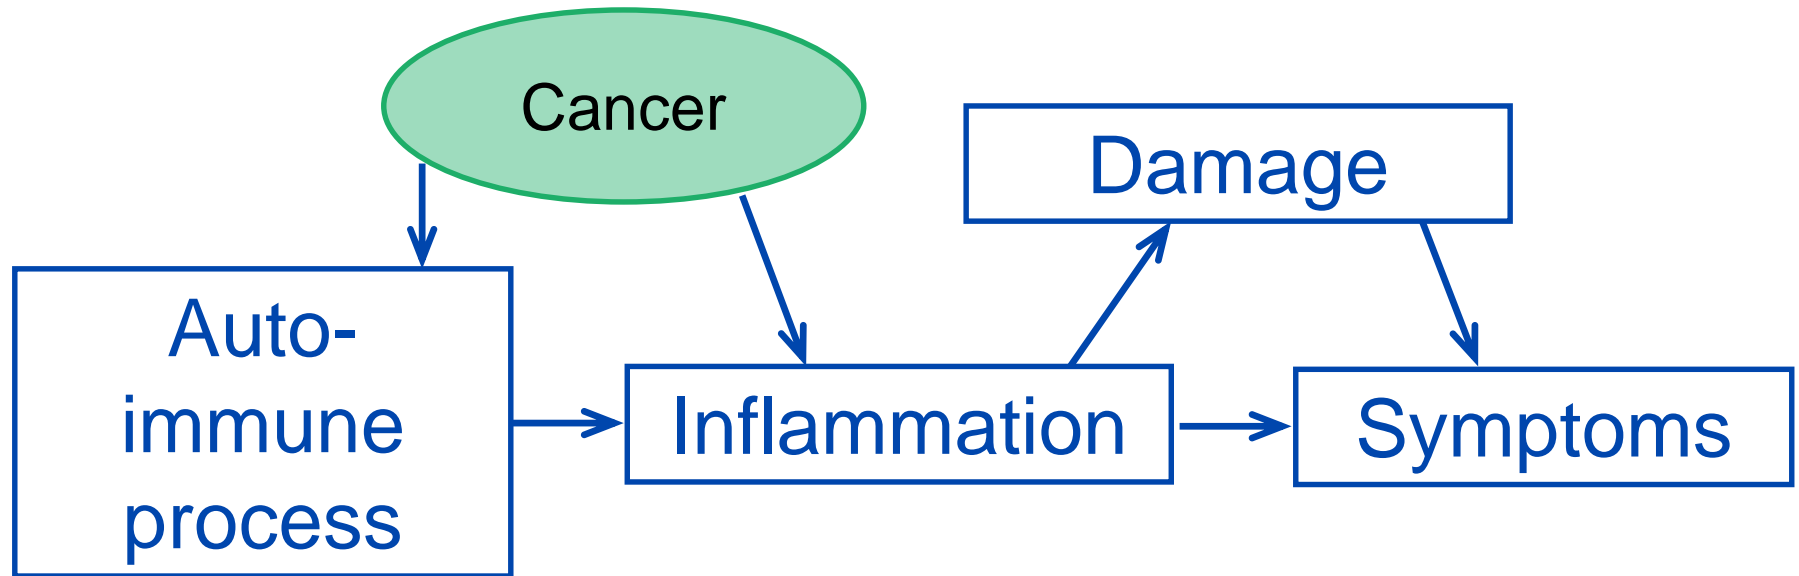 Cancer
Damage
Auto-
immune
process
Inflammation
Symptoms